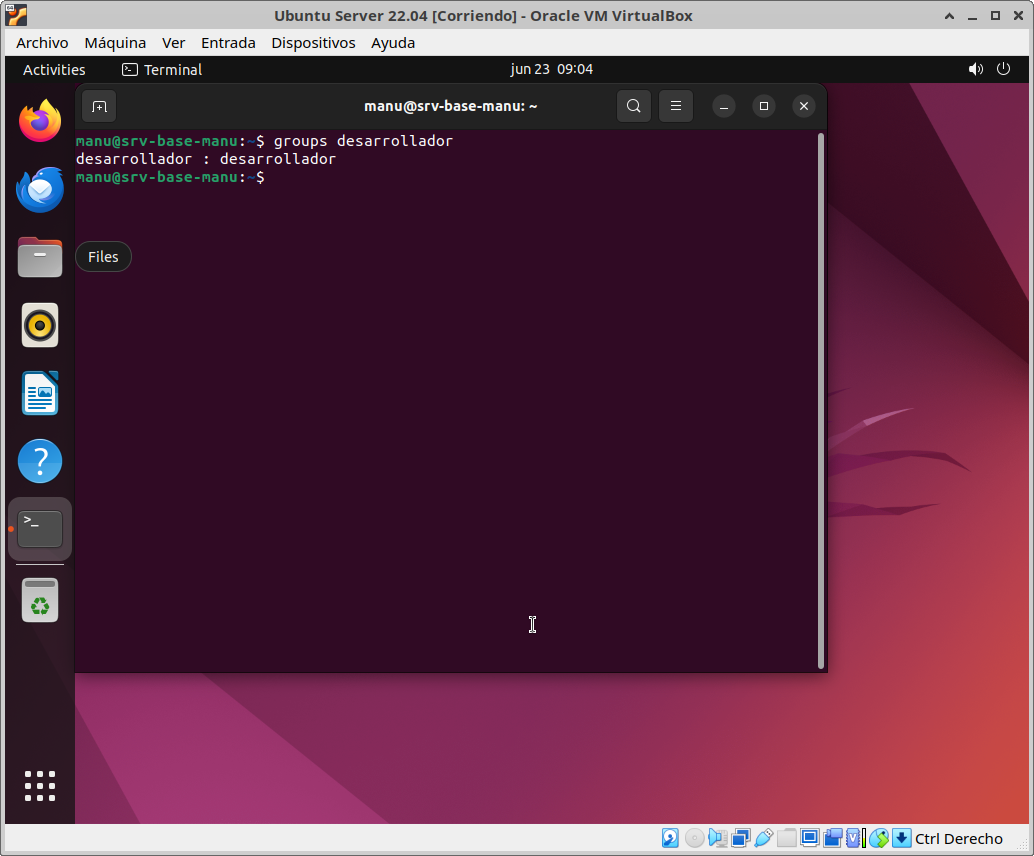 Ubuntu Server 22.04 [Corriendo] - Oracle VM VirtualBox
Archivo Máquina Ver Entrada Dispositivos Ayuda
Activities Terminal jun 23 09:04
manu@srv-base-manu: ~
manu@srv-base-manu:~$ groups desarrollador
desarrollador : desarrollador
manu@srv-base-manu:~$
Files
Ctrl Derecho